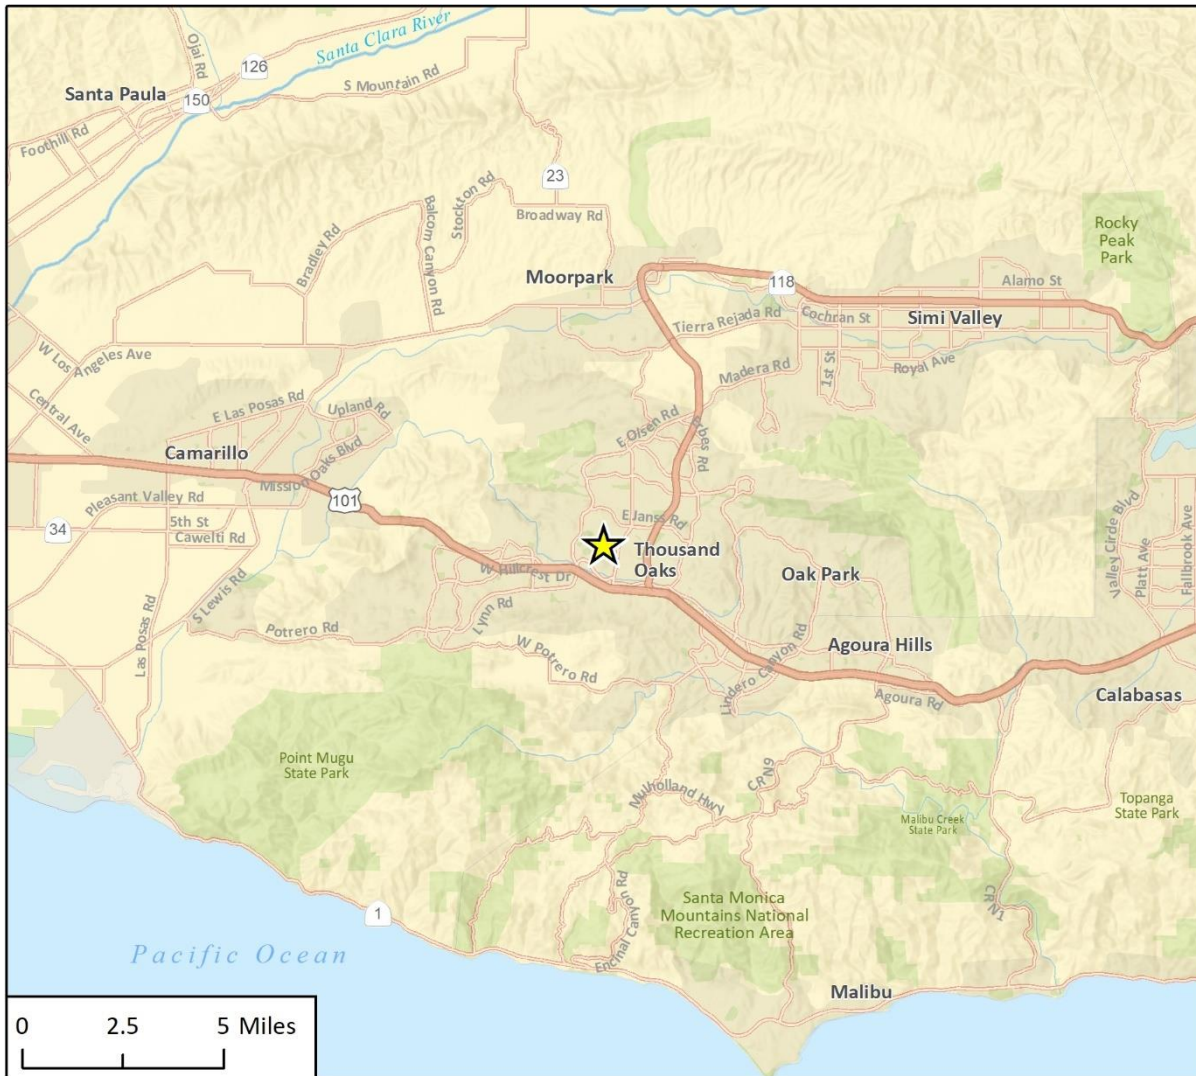 Ojai Rd
126
Santa Clara River
S Mountain Rd
Santa Paula
150
Foothill Rd
23
Stockton Rd
Balcom Canyon Rd
Broadway Rd
Bradley Rd
Rocky
Peak
Park
Moorpark
118
Alamo St
Tierra Rejada Rd
Cochran St
Simi Valley
W Los Angeles Ave
Royal Ave
Madera Rd
1st St
Central Ave
E Las Posas Rd
Upland Rd
E Olsen Rd
Erbes Rd
Camarillo
Mission Oaks Blvd
101
Pleasant Valley Rd
5th St
34
Cawelti Rd
E Janss Rd
Valley Circle Blvd
Platt Ave
Fallbrook Ave
Thousand
Oaks
W Hillcrest Dr
Oak Park
S Lewis Rd
Lynn Rd
Potrero Rd
Las Posas Rd
W Potrero Rd
Lindero Canyon Rd
Agoura Hills
Agoura Rd
Calabasas
Point Mugu
State Park
Mulholland Hwy
CR N9
Malibu Creek
State Park
Topanga
State Park
CR N1
Santa Monica
Mountains National
Recreation Area
1
Encinal Canyon Rd
Pacific Ocean
Malibu
0 2.5 5 Miles